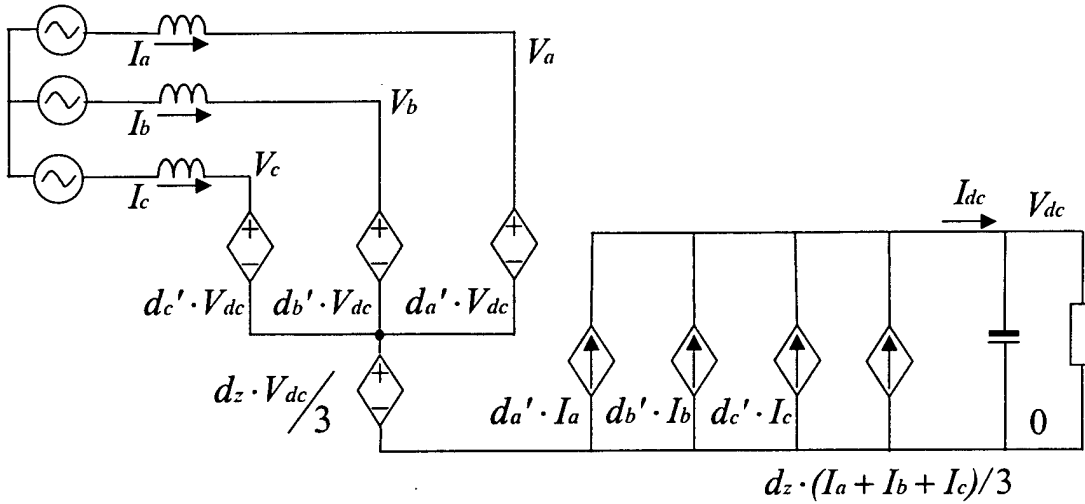 Ia
Va
Ib
Vb
Ic
Vc
Idc
Vdc
+
+
+
−
−
−
dc'·Vdc
db'·Vdc
da'·Vdc
dz·Vdc/3
+
−
da'·Ia
db'·Ib
dc'·Ic
0
dz·(Ia+Ib+Ic)/3